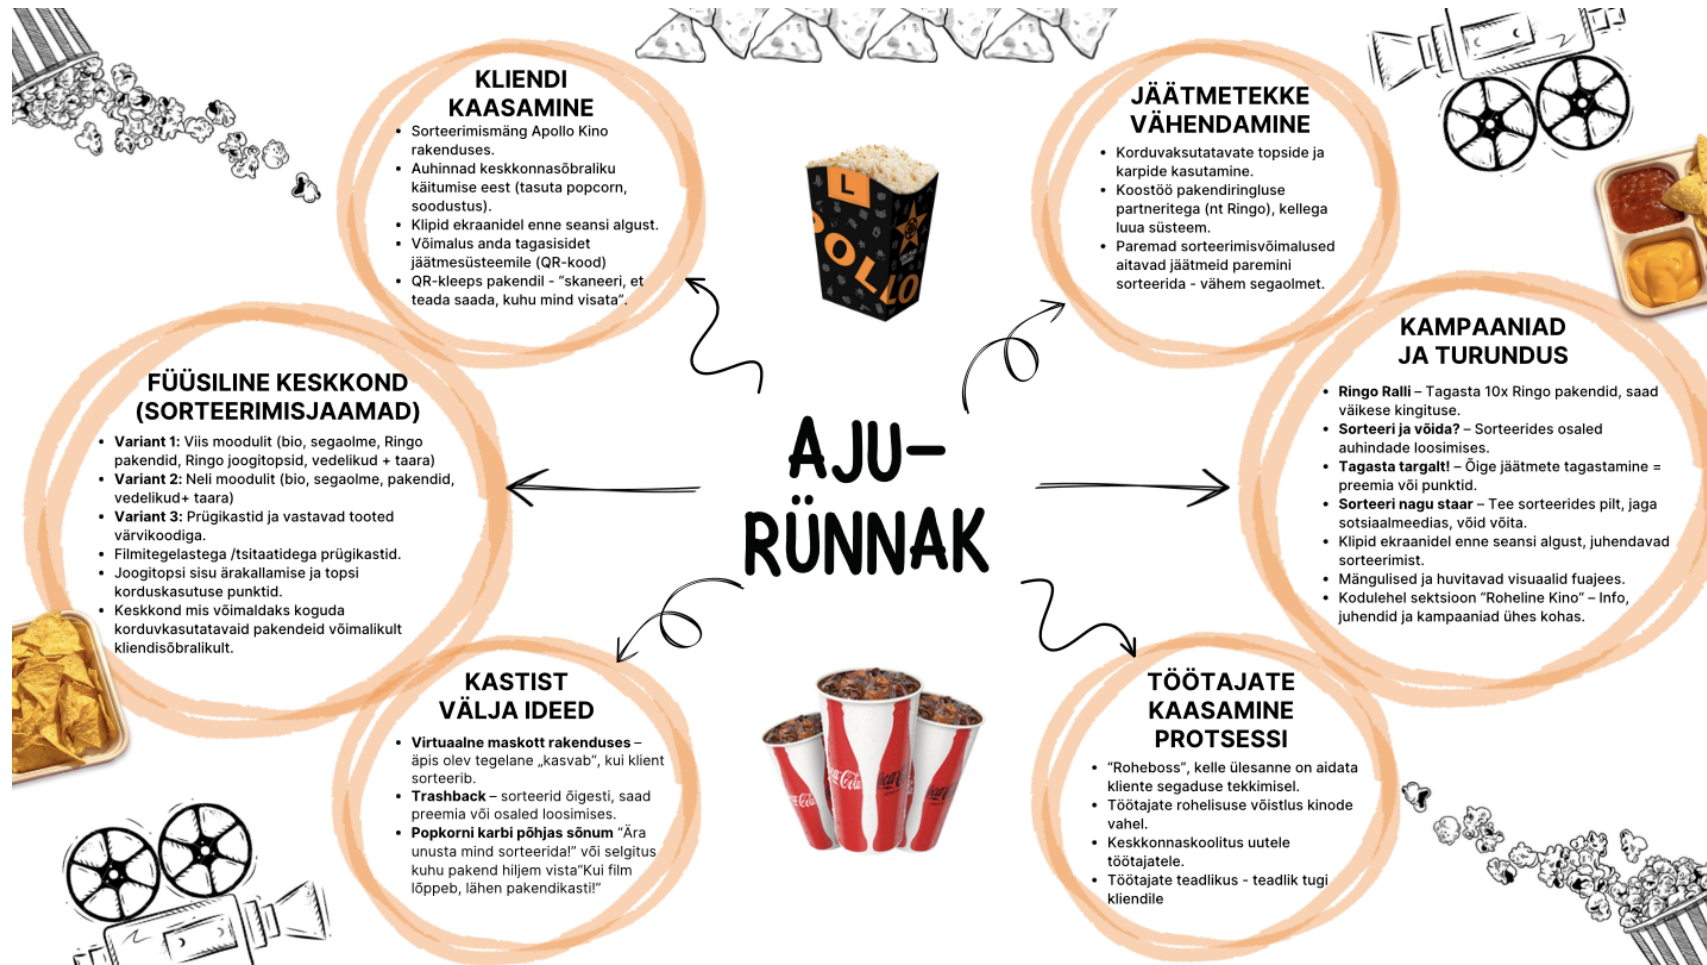 KLIENDI
KAASAMINE
• Sorteerimismäng Apollo Kino
rakenduses.
• Auhinnad keskkonnasõbraliku
käitumise eest (tasuta popcorn,
soodustus).
• Klipid ekraanidel enne seansi algust.
• Võimalus anda tagasisidet
jäätmesüsteemile (QR-kood)
• QR-kleeps pakendil - “skaneeri, et
teada saada, kuhu mind visata”.
JÄÄTMETEKKE
VÄHENDAMINE
• Korduvaksutatavate topside ja
karpide kasutamine.
• Koostöö pakendiringluse
partneritega (nt Ringo), kellega
luua süsteem.
• Paremad sorteerimisvõimalused
aitavad jäätmeid paremini
sorteerida - vähem segaolmet.
FÜÜSILINE KESKKOND
(SORTEERIMISJAAMAD)
• Variant 1: Viis moodulit (bio, segaolme, Ringo
pakendid, Ringo joogitopsid, vedelikud + taara)
• Variant 2: Neli moodulit (bio, segaolme, pakendid,
vedelikud+ taara)
• Variant 3: Prügikastid ja vastavad tooted
värvikoodiga.
• Filmitegelastega /tsitaatidega prügikastid.
• Joogitopsi sisu ärakallamise ja topsi
korduskasutuse punktid.
• Keskkond mis võimaldaks koguda
korduvkasutatavaid pakendeid võimalikult
kliendisõbralikult.
AJU-
RÜNNAK
KAMPAANIAD
JA TURUNDUS
• Ringo Ralli – Tagasta 10x Ringo pakendid, saad
väikese kingituse.
• Sorteeri ja võida? – Sorteerides osaled
auhindade loosimises.
• Tagasta targalt! – Õige jäätmete tagastamine =
preemia või punktid.
• Sorteeri nagu staar – Tee sorteerides pilt, jaga
sotsiaalmeedias, võid võita.
• Klipid ekraanidel enne seansi algust, juhendavad
sorteerimist.
• Mängulised ja huvitavad visuaalid fuajees.
• Kodulehel sektsioon “Roheline Kino” – Info,
juhendid ja kampaaniad ühes kohas.
KASTIST
VÄLJA IDEED
• Virtuaalne maskott rakenduses –
äpis olev tegelane „kasvab“, kui klient
sorteerib.
• Trashback – sorteerid õigesti, saad
preemia või osaled loosimises.
• Popkorni karbi põhjas sõnum “Ära
unusta mind sorteerida!” või selgitus
kuhu pakend hiljem vista“Kui film
lõppeb, lähen pakendikasti!”
TÖÖTAJATE
KAASAMINE
PROTSESSI
• “Roheboss”, kelle ülesanne on aidata
kliente segaduse tekkimisel.
• Töötajate rohelisuse võistlus kinode
vahel.
• Keskkonnaskoolitus uutele
töötajatele.
• Töötajate teadlikus - teadlik tugi
kliendile
L
POL
LO
Coca-Cola